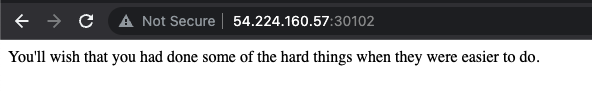 Not Secure | 54.224.160.57:30102
You'll wish that you had done some of the hard things when they were easier to do.